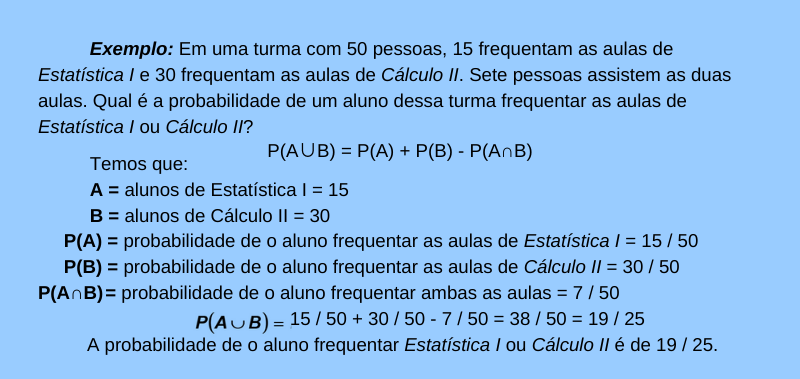 Exemplo: Em uma turma com 50 pessoas, 15 frequentam as aulas de
Estatística I e 30 frequentam as aulas de Cálculo II. Sete pessoas assistem as duas
aulas. Qual é a probabilidade de um aluno dessa turma frequentar as aulas de
Estatística I ou Cálculo II?
P(A∪B) = P(A) + P(B) - P(A∩B)
Temos que:
A = alunos de Estatística I = 15
B = alunos de Cálculo II = 30
P(A) = probabilidade de o aluno frequentar as aulas de Estatística I = 15 / 50
P(B) = probabilidade de o aluno frequentar as aulas de Cálculo II = 30 / 50
P(A∩B)= probabilidade de o aluno frequentar ambas as aulas = 7 / 50
P(A ∪ B) = 15 / 50 + 30 / 50 - 7 / 50 = 38 / 50 = 19 / 25
A probabilidade de o aluno frequentar Estatística I ou Cálculo II é de 19 / 25.